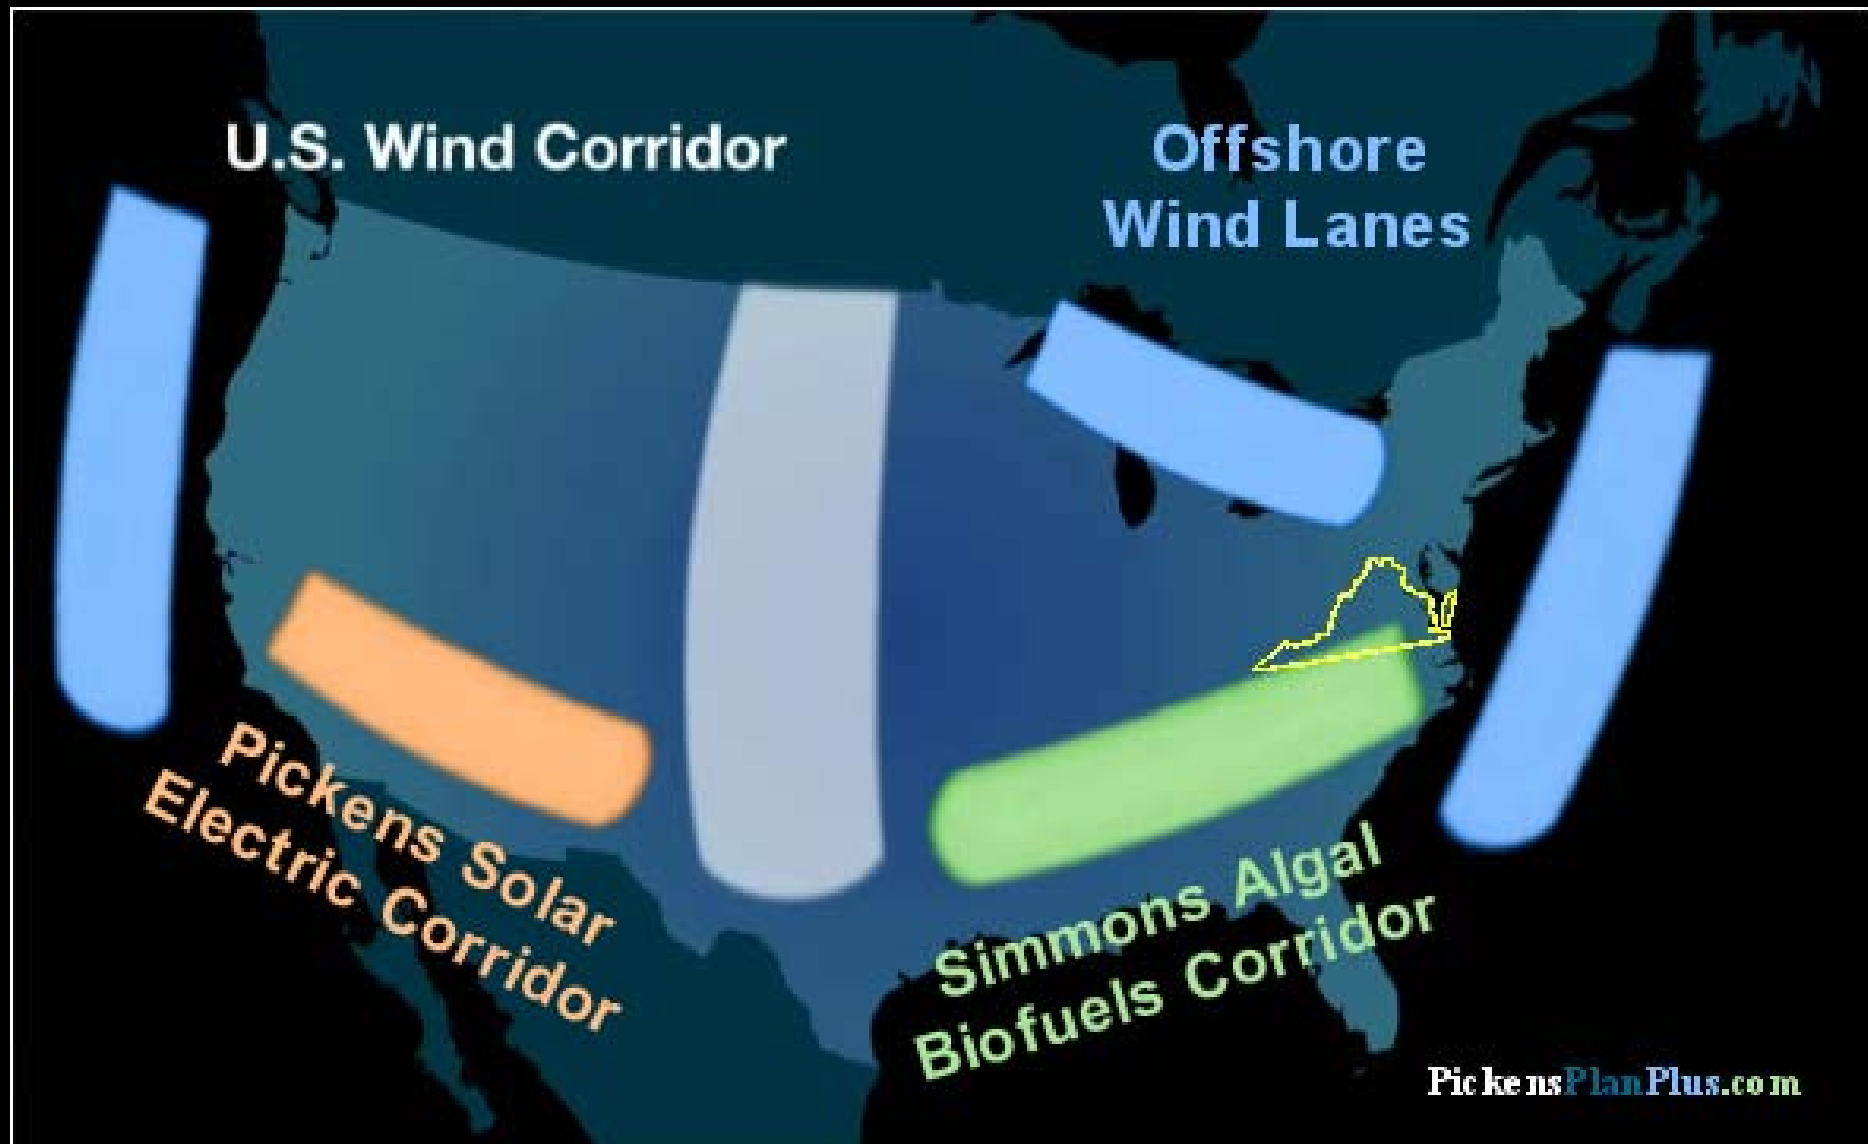 U.S. Wind Corridor
Offshore
Wind Lanes
Pickens Solar
Electric Corridor
Simmons Algal
Biofuels Corridor
PickensPlanPlus.com